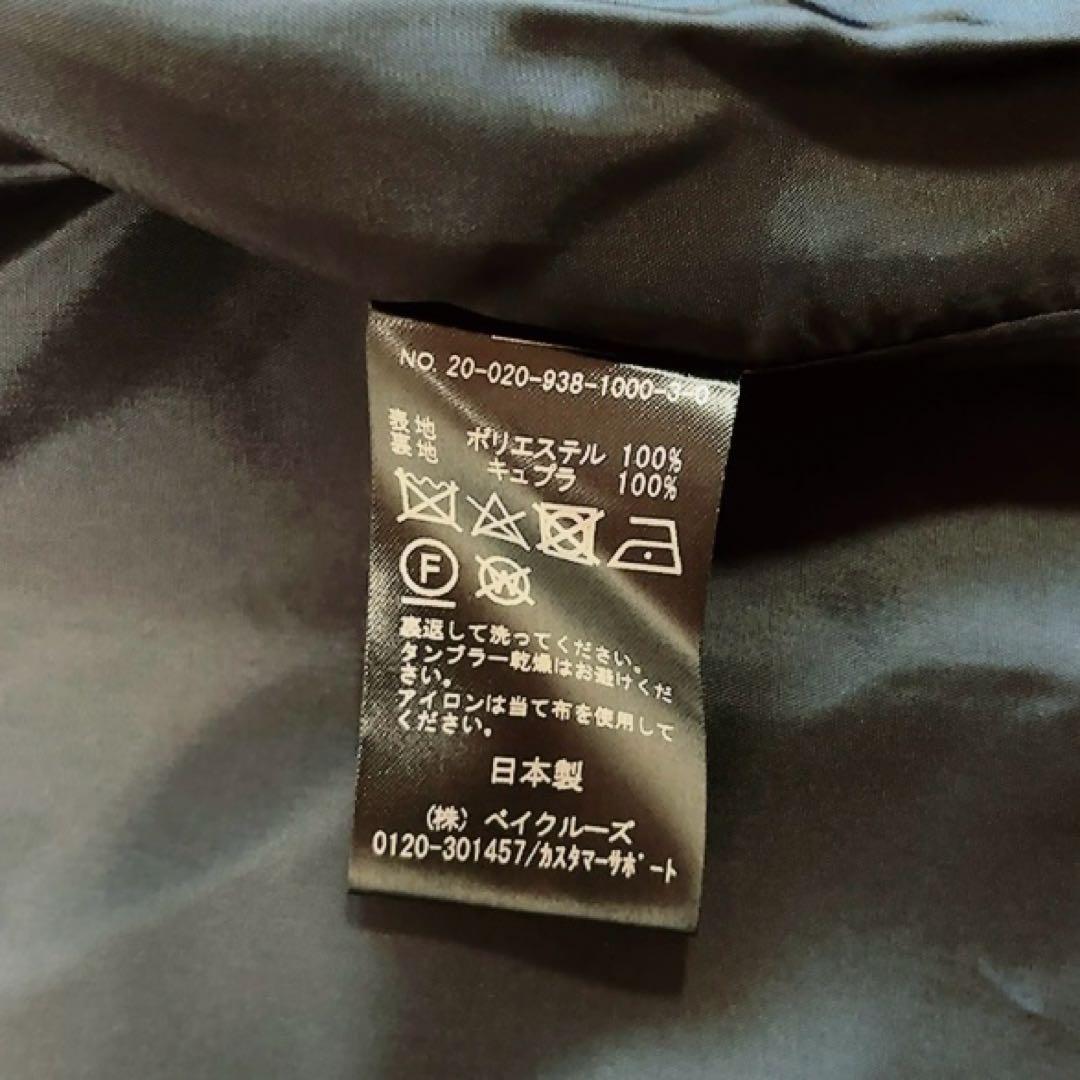 NO. 20-020-938-1000-3-0
表地 ポリエステル 100%
裏地 キュプラ 100%
F W
裏返して洗ってください。
タンブラー乾燥はお避けくだ
さい。
アイロンは当て布を使用して
ください。
日本製
(株) ベイクルーズ
0120-301457/カスタマーサポート